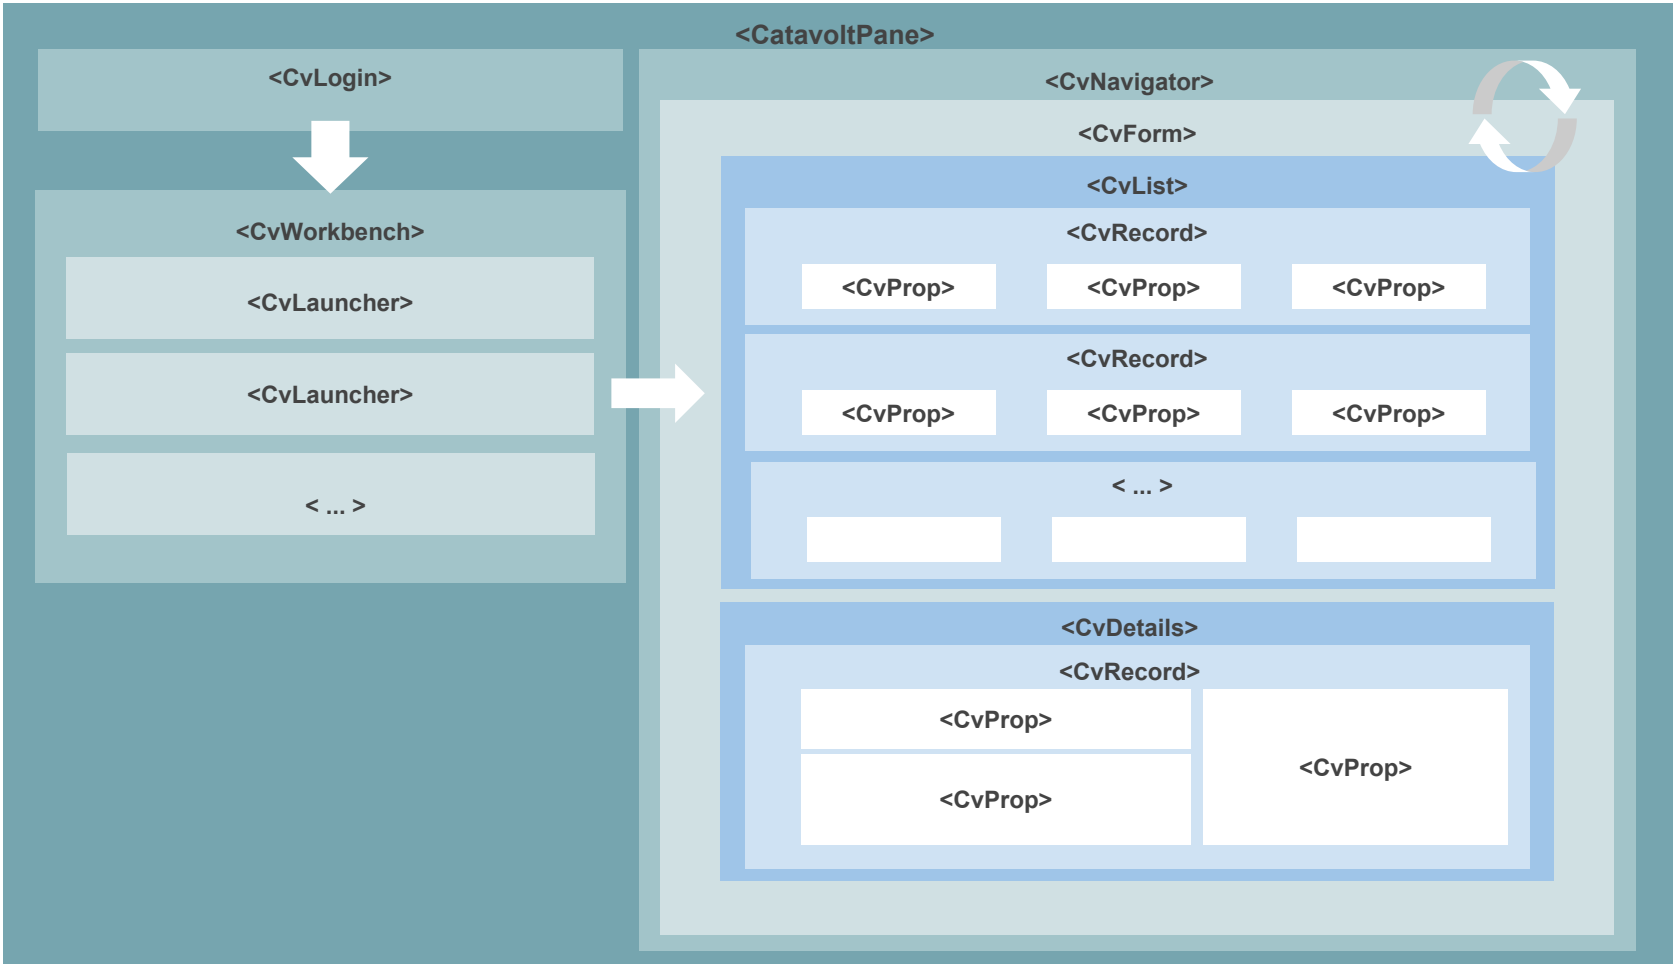 <CatavoltPane>
<CvLogin>
<CvWorkbench>
<CvLauncher>
<CvLauncher>
< ... >
<CvNavigator>
<CvForm>
<CvList>
<CvRecord>
<CvProp> <CvProp> <CvProp>
<CvRecord>
<CvProp> <CvProp> <CvProp>
< ... >
<CvDetails>
<CvRecord>
<CvProp>
<CvProp>
<CvProp>